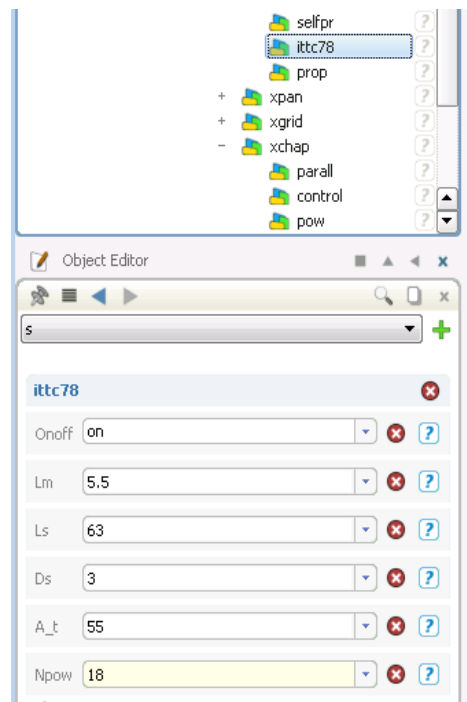 selfpr
ittc78
prop
xpan
xgrid
xchap
parall
control
pow
Object Editor
s
ittc78
Onoff on
Lm 5.5
Ls 63
Ds 3
A_t 55
Npow 18